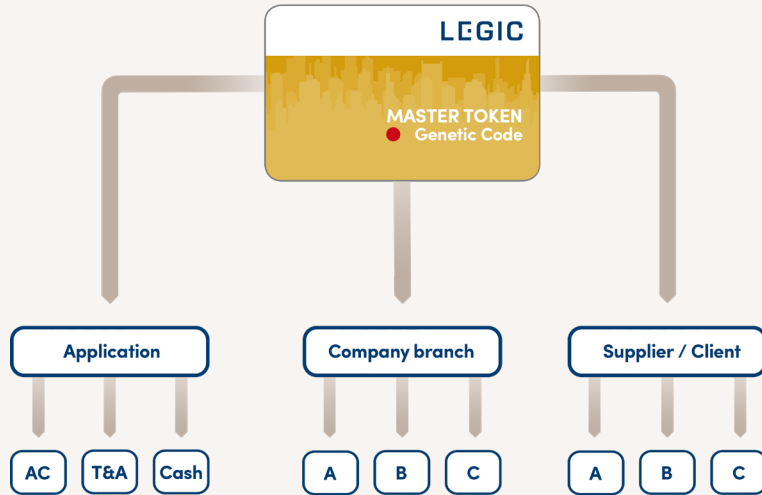 LEGIC
MASTER TOKEN
Genetic Code
Application
Company branch
Supplier / Client
AC
T&A
Cash
A
B
C
A
B
C